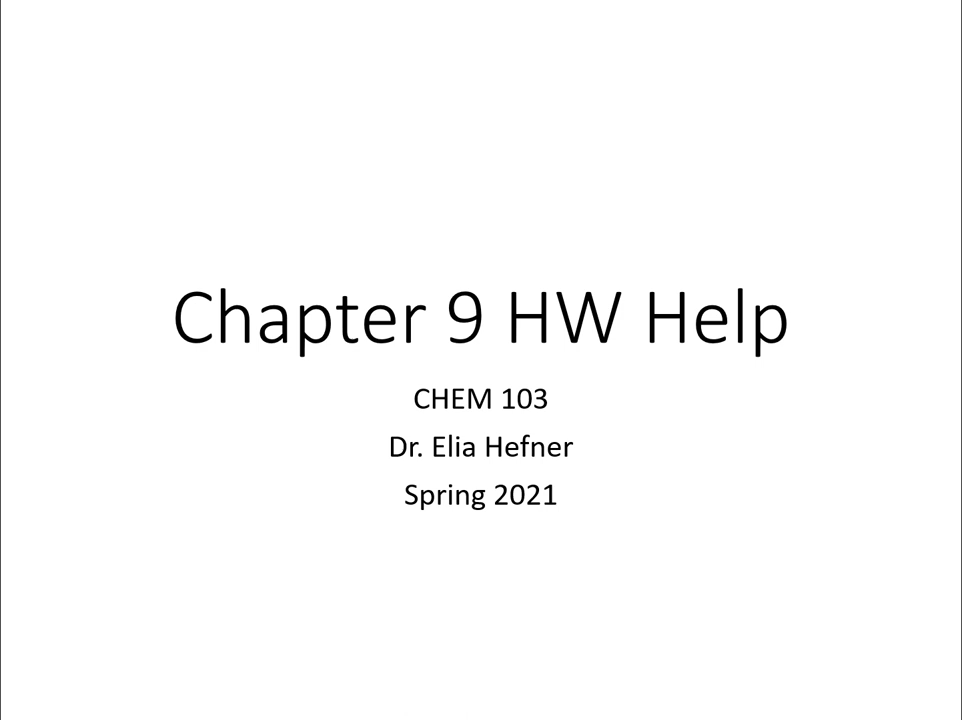 Chapter 9 HW Help
CHEM 103
Dr. Elia Hefner
Spring 2021